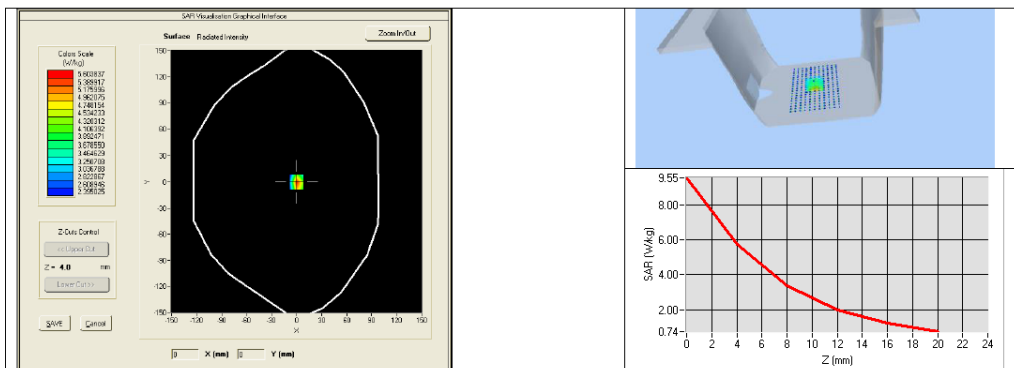 SAR Visualisation Graphical Interface
Surface Radiated Intensity
Zoom In/Out
Colors Scale
(W/kg)
5.603837
5.389917
5.175996
4.962075
4.748154
4.534233
4.320312
4.106392
3.892471
3.678550
3.464629
3.250708
3.036788
2.822867
2.608946
2.395025
Z-Cuts Control
<< Upper Cut
Z = 4.0 mm
Lower Cut >>
SAVE Cancel
150-
120-
90-
60-
30-
0-
-30-
-60-
-90-
-120-
-150-
Y
-150 -120 -90 -60 -30 0 30 60 90 120 150
X
0 X (mm) 0 Y (mm)
9.55
8.00
6.00
4.00
2.00
0.74
SAR (W/kg)
0 2 4 6 8 10 12 14 16 18 20 22 24
Z (mm)